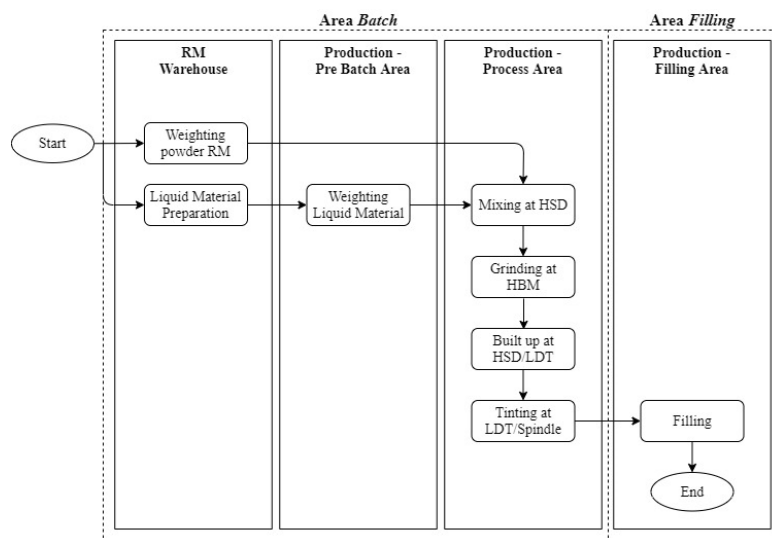 Area Batch
Area Filling
RM
Warehouse
Production -
Pre Batch Area
Production -
Process Area
Production -
Filling Area
Start
Weighting
powder RM
Liquid Material
Preparation
Weighting
Liquid Material
Mixing at HSD
Grinding at
HBM
Built up at
HSD/LDT
Tinting at
LDT/Spindle
Filling
End